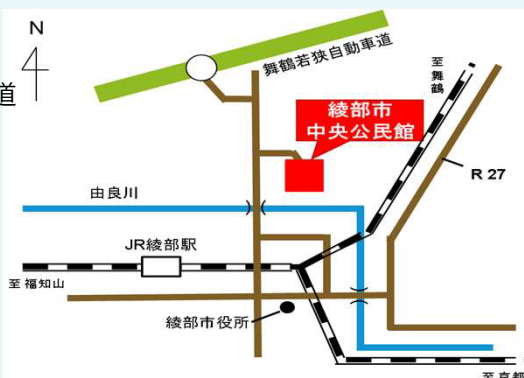 N
道
舞鶴若狭自動車道
至舞鶴
綾部市
中央公民館
R 27
由良川
JR綾部駅
至福知山
綾部市役所
至京都